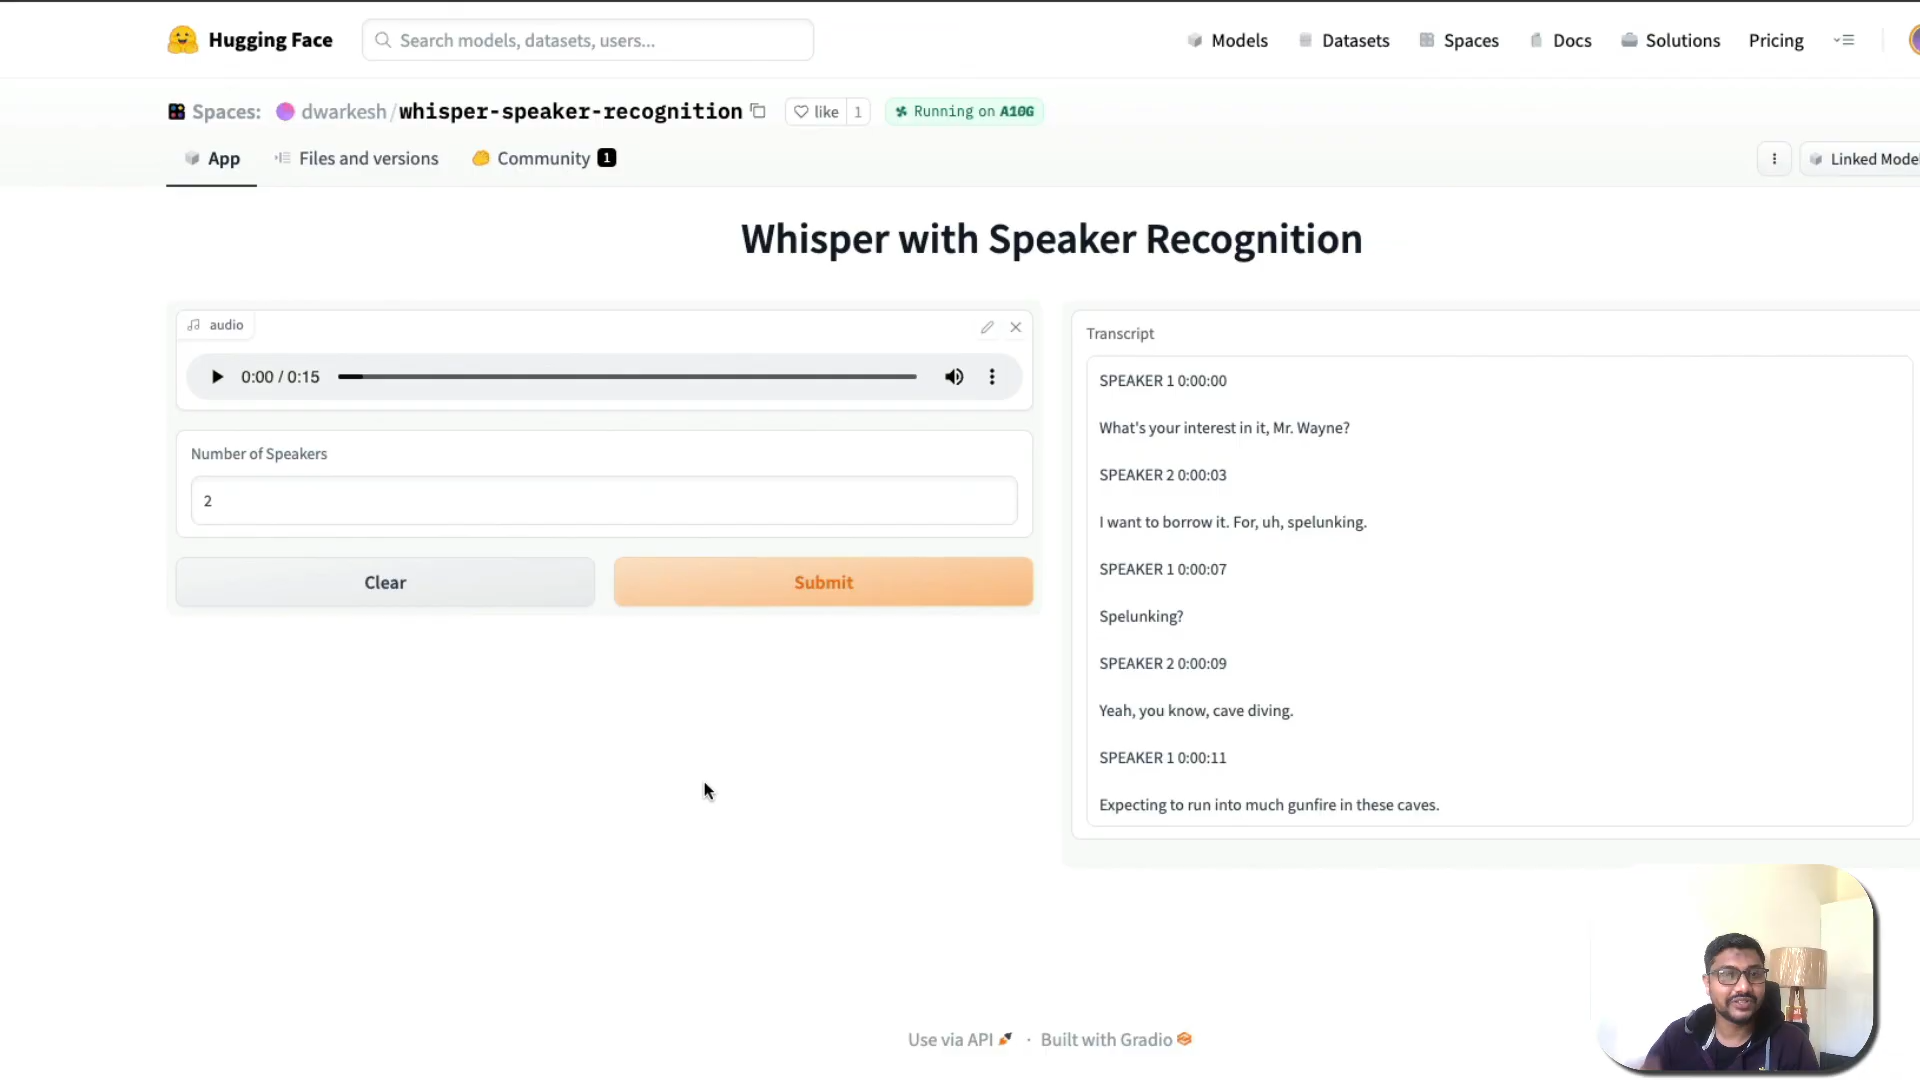 Hugging Face
Search models, datasets, users...
Models
Datasets
Spaces
Docs
Solutions
Pricing
Spaces: dwarkesh/whisper-speaker-recognition
like 1
Running on A10G
App
Files and versions
Community 1
Linked Mode
Whisper with Speaker Recognition
audio
0:00 / 0:15
Number of Speakers
2
Clear
Submit
Transcript
SPEAKER 1 0:00:00
What's your interest in it, Mr. Wayne?
SPEAKER 2 0:00:03
I want to borrow it. For, uh, spelunking.
SPEAKER 1 0:00:07
Spelunking?
SPEAKER 2 0:00:09
Yeah, you know, cave diving.
SPEAKER 1 0:00:11
Expecting to run into much gunfire in these caves.
Use via API · Built with Gradio